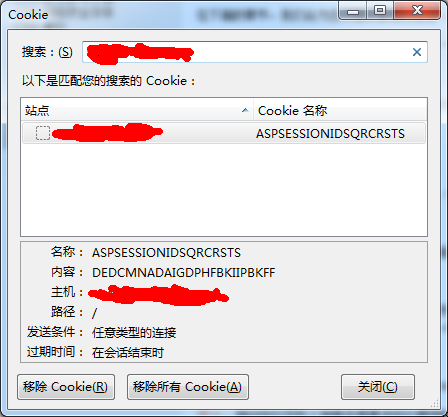 Cookie
搜索：(S)
以下是匹配您的搜索的 Cookie：
站点 Cookie 名称
ASPSESSIONIDSQRCRSTS
名称： ASPSESSIONIDSQRCRSTS
内容： DEDCMNADAIGDPHFBKIIPBKFF
主机：
路径： /
发送条件： 任意类型的连接
过期时间： 在会话结束时
移除 Cookie(R) 移除所有 Cookie(A) 关闭(C)